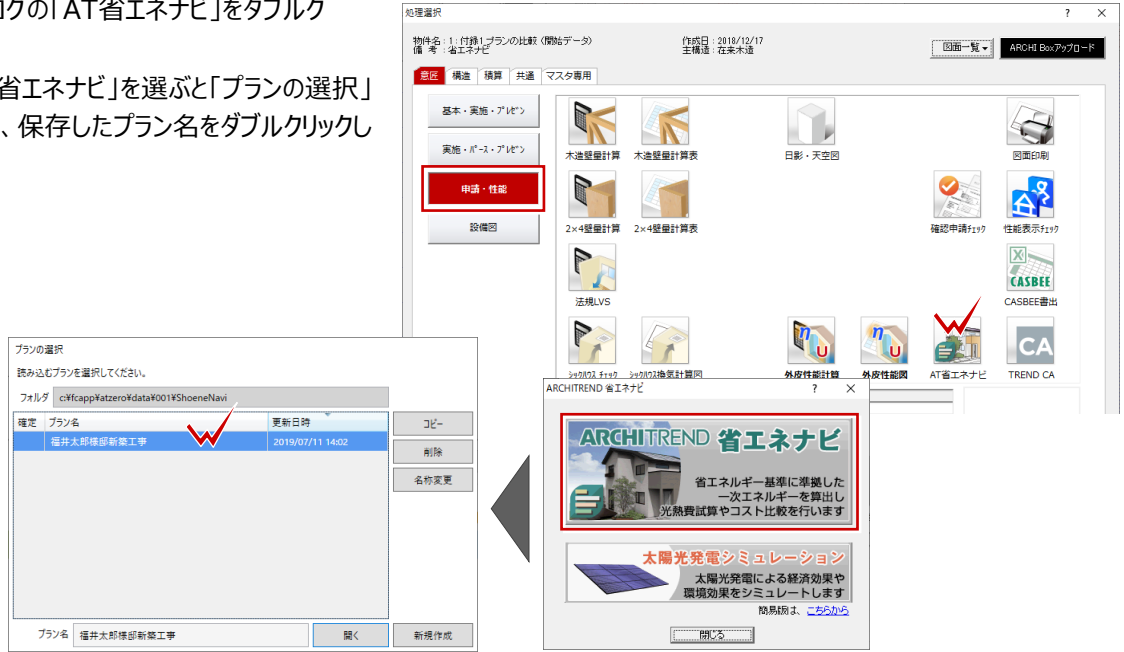 ログの「AT省エネナビ」をダブルク
省エネナビ」を選ぶと「プランの選択」
、保存したプラン名をダブルクリックし
処理選択
物件名：1：付録1_プランの比較（開始データ）
備 考：省エネナビ
作成日：2018/12/17
主構造：在来木造
図面一覧
ARCHI Boxアップロード
意匠 構造 積算 共通 マスタ専用
基本・実施・プレゼン
実施・パース・プレゼン
申請・性能
設備図
木造壁量計算 木造壁量計算表 日影・天空図 図面印刷
2×4壁量計算 2×4壁量計算表 確認申請チェック 性能表示チェック
CASBEE
法規LVS CASBEE書出
n U n U CA
シックハウス チェック シックハウス換気計算図 外皮性能計算 外皮性能図 AT省エネナビ TREND CA
プランの選択
読み込むプランを選択してください。
フォルダ c:¥fcapp¥atzero¥data¥001¥ShoeneNavi
確定 プラン名 更新日時
福井太郎様邸新築工事 2019/07/11 14:02
コピー
削除
名称変更
プラン名 福井太郎様邸新築工事 開く 新規作成
ARCHITREND 省エネナビ
ARCHITREND 省エネナビ
省エネルギー基準に準拠した
一次エネルギーを算出し
光熱費試算やコスト比較を行います
太陽光発電シミュレーション
太陽光発電による経済効果や
環境効果をシミュレートします
簡易版は、こちらから
閉じる